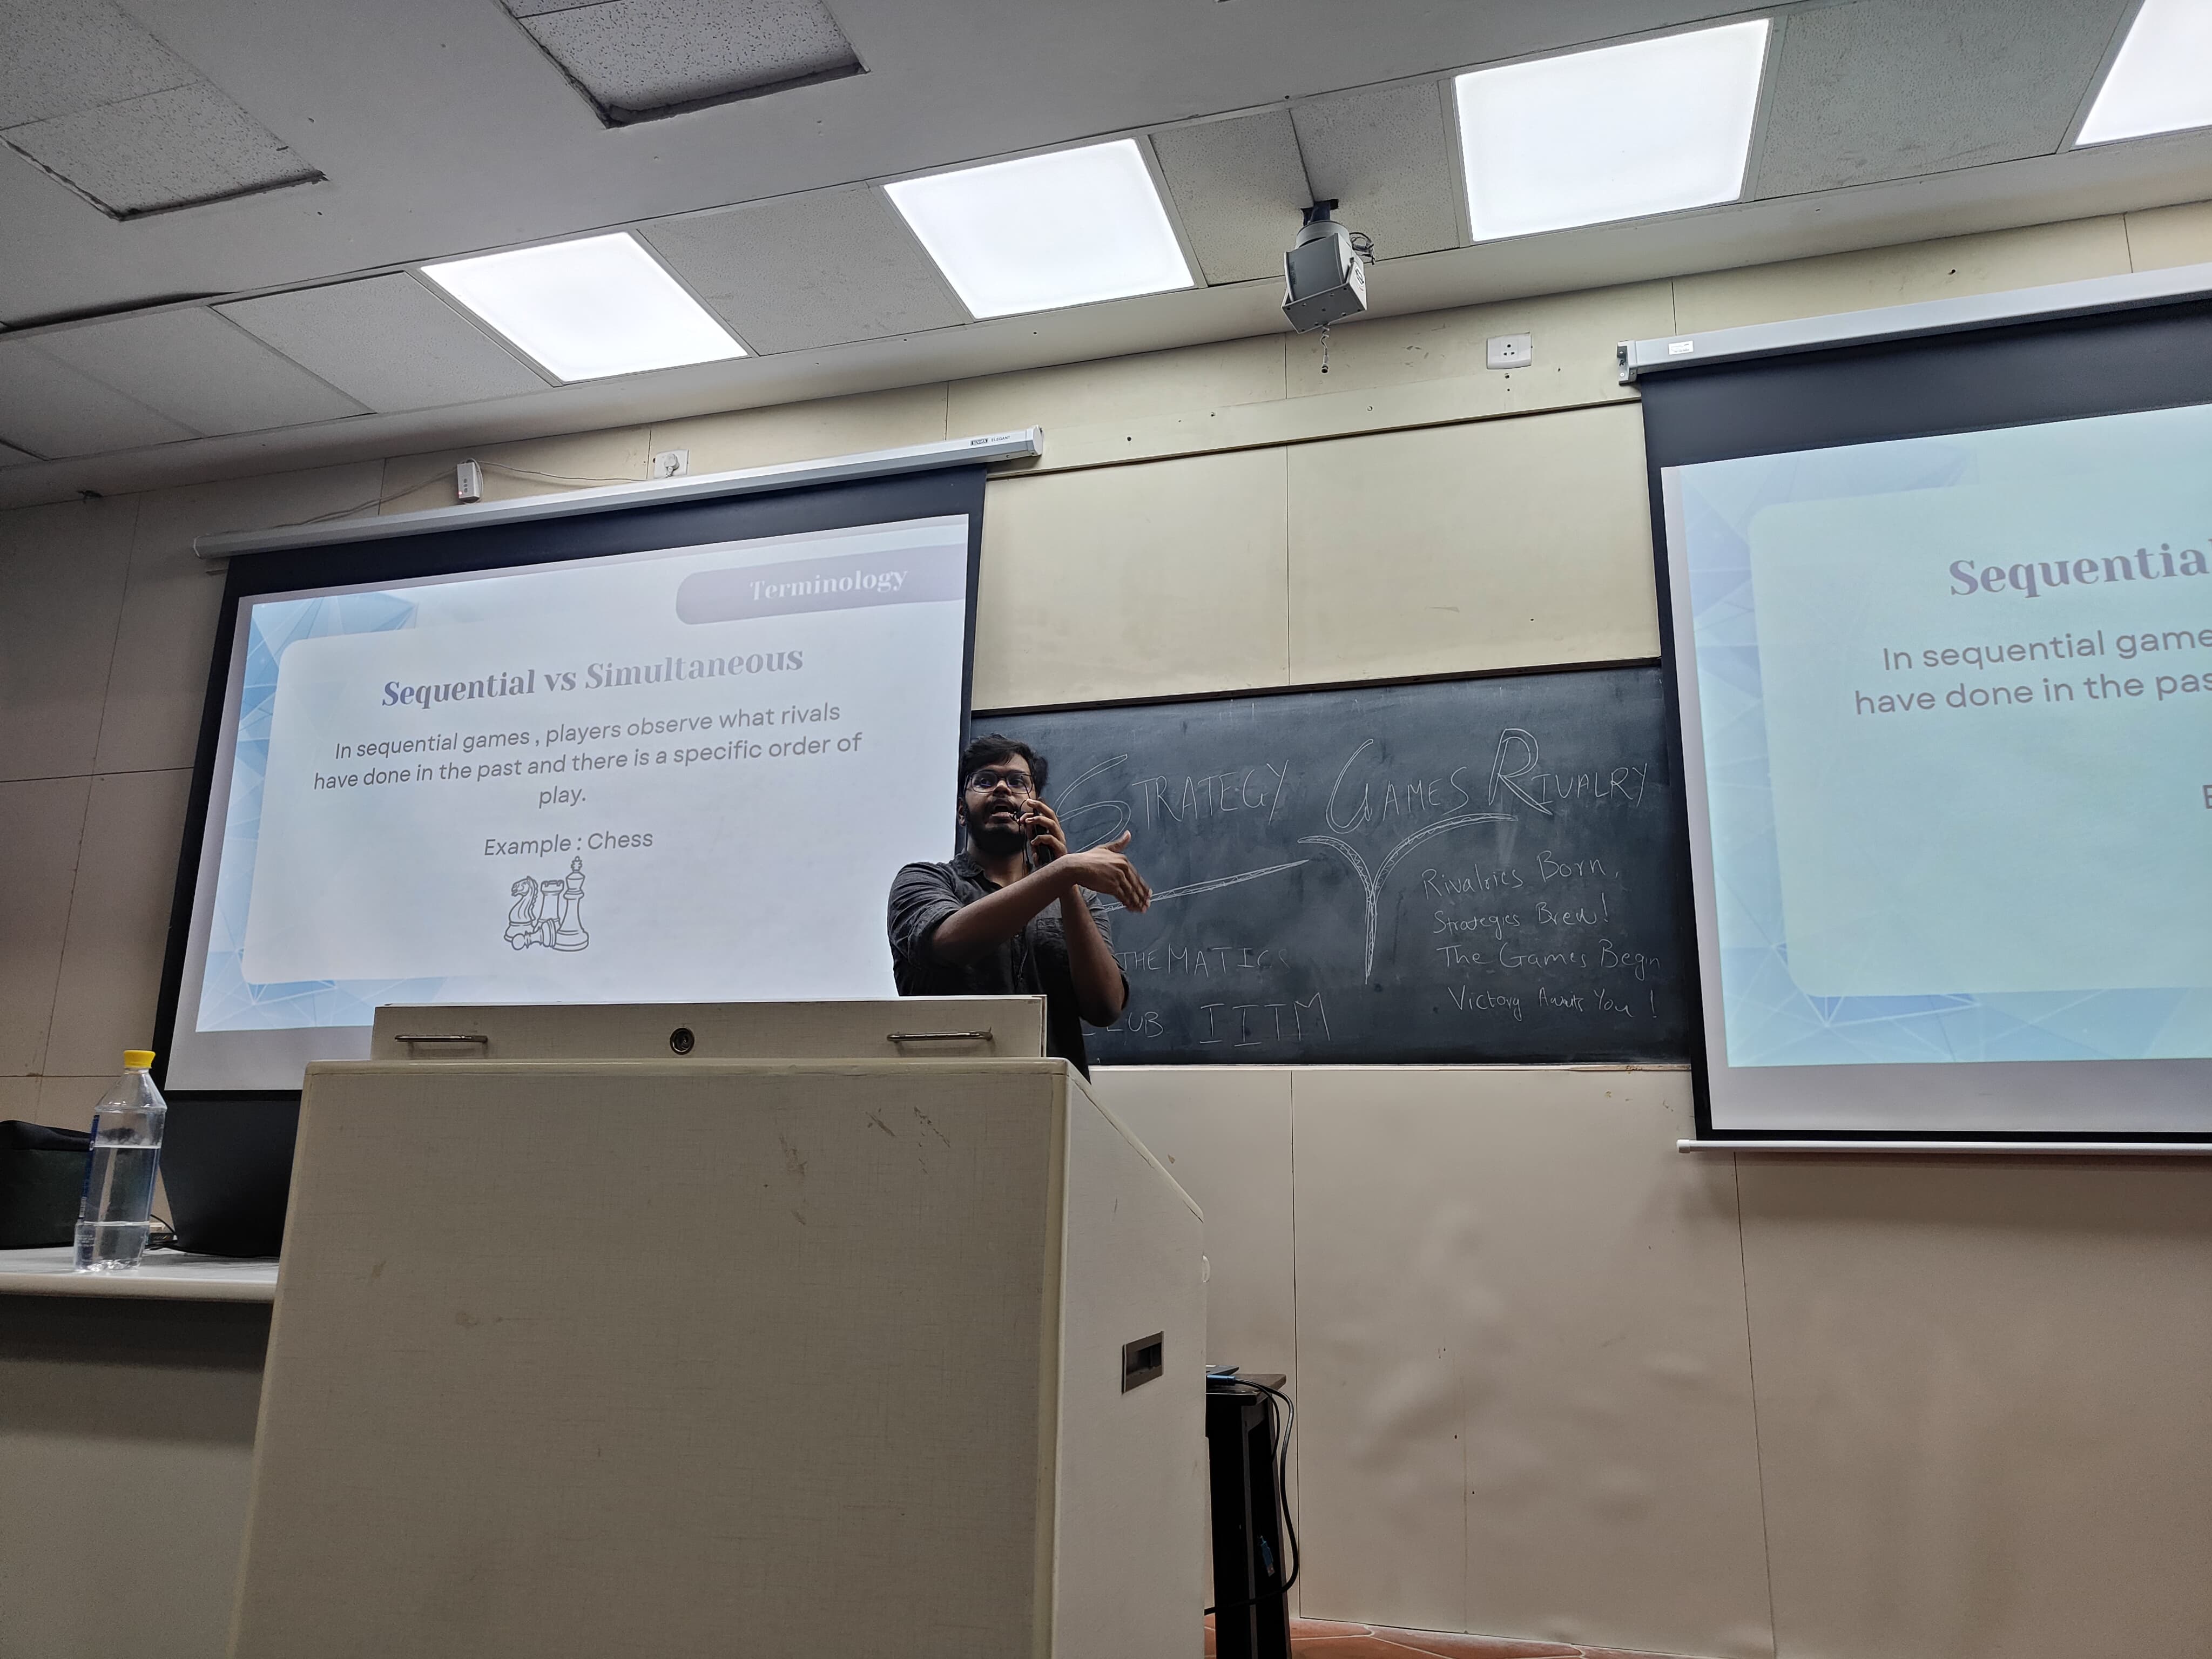 Terminology
Sequential vs Simultaneous
In sequential games , players observe what rivals
have done in the past and there is a specific order of
play.
Example : Chess
STRATEGY GAMES RIVALRY
Rivalries Born,
Strategies Brew!
The Games Begin
Victory Awaits You !
THEMATICS
LUB IITM
Sequentia
In sequential game
have done in the pas
E